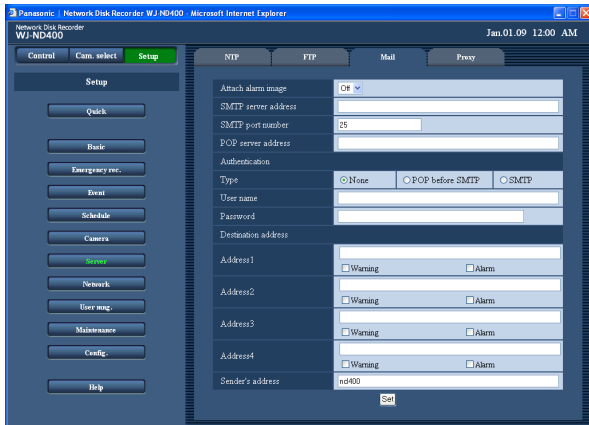 Panasonic | Network Disk Recorder WJ-ND400 - Microsoft Internet Explorer
Network Disk Recorder
WJ-ND400
Jan.01.09 12:00 AM
Control Cam. select Setup
NTP FTP Mail Proxy
Setup
Quick
Basic
Emergency rec.
Event
Schedule
Camera
Server
Network
User mng.
Maintenance
Config.
Help
Attach alarm image Off
SMTP server address
SMTP port number 25
POP server address
Authentication
Type None POP before SMTP SMTP
User name
Password
Destination address
Address1
Warning Alarm
Address2
Warning Alarm
Address3
Warning Alarm
Address4
Warning Alarm
Sender's address nd400
Set